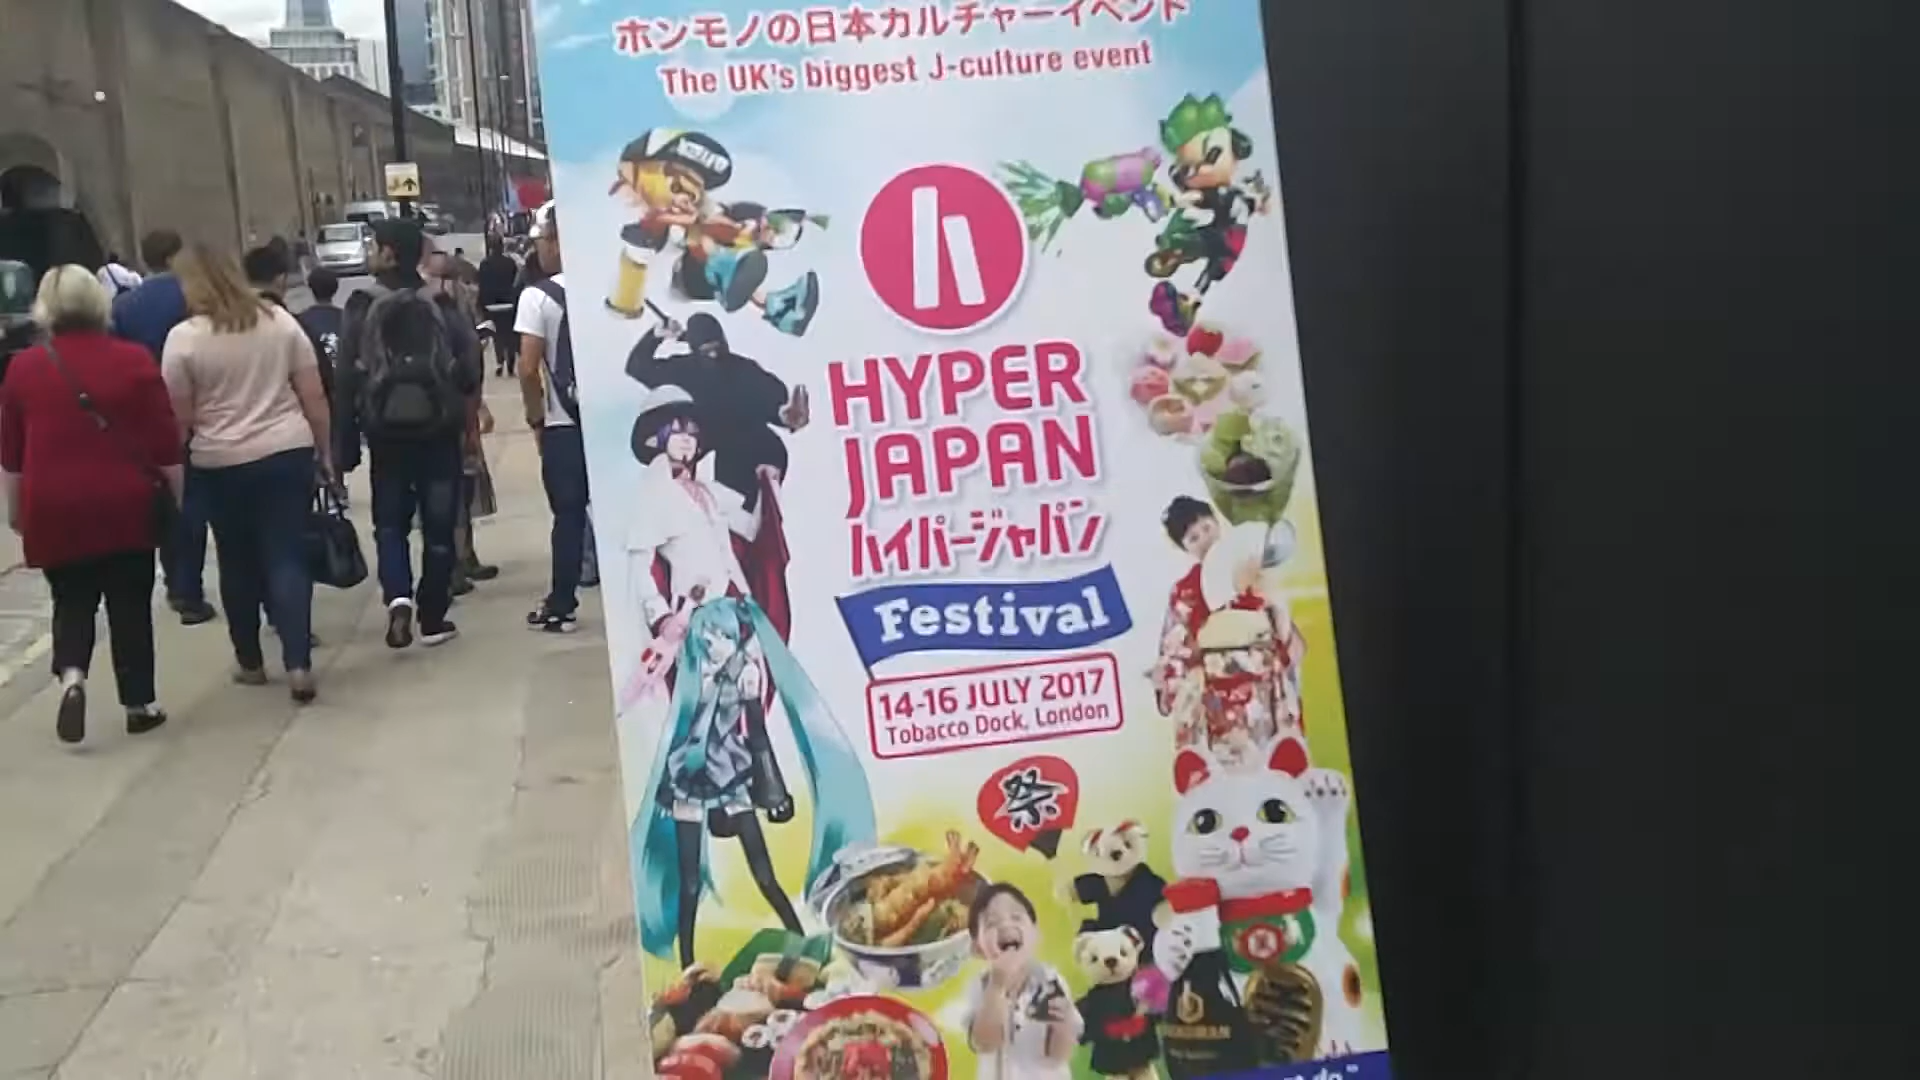 ホンモノの日本カルチャーイベント
The UK's biggest J-culture event
HYPER
JAPAN
ハイパージャパン
Festival
14-16 JULY 2017
Tobacco Dock, London
祭